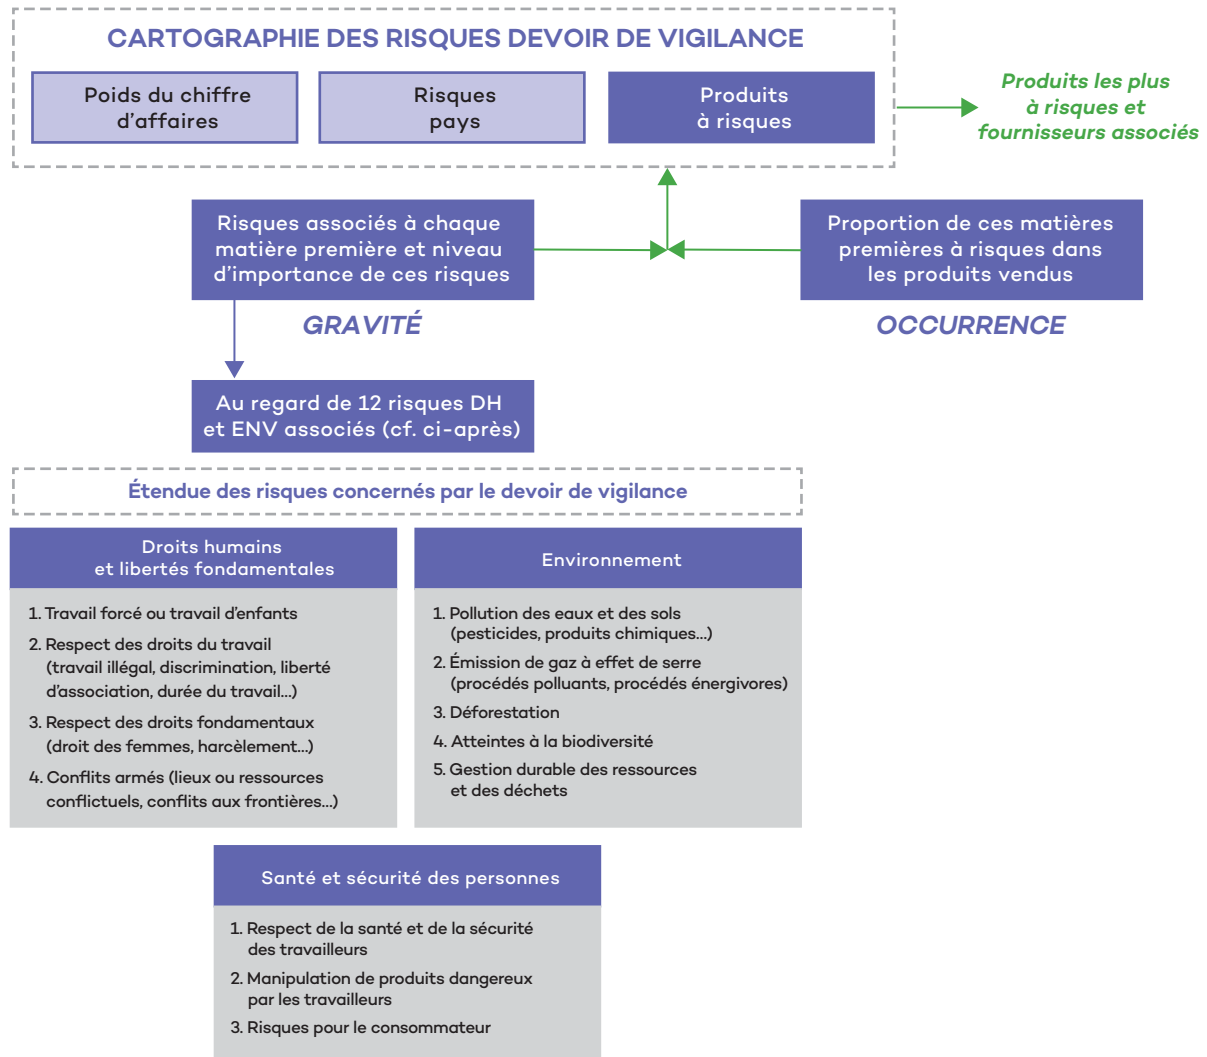 CARTOGRAPHIE DES RISQUES DEVOIR DE VIGILANCE
Poids du chiffre
d'affaires
Risques
pays
Produits
à risques
Produits les plus
à risques et
fournisseurs associés
Risques associés à chaque
matière première et niveau
d'importance de ces risques
Proportion de ces matières
premières à risques dans
les produits vendus
GRAVITÉ
OCCURRENCE
Au regard de 12 risques DH
et ENV associés (cf. ci-après)
Étendue des risques concernés par le devoir de vigilance
Droits humains
et libertés fondamentales
1. Travail forcé ou travail d'enfants
2. Respect des droits du travail
(travail illégal, discrimination, liberté
d'association, durée du travail...)
3. Respect des droits fondamentaux
(droit des femmes, harcèlement...)
4. Conflits armés (lieux ou ressources
conflictuels, conflits aux frontières...)
Environnement
1. Pollution des eaux et des sols
(pesticides, produits chimiques...)
2. Émission de gaz à effet de serre
(procédés polluants, procédés énergivores)
3. Déforestation
4. Atteintes à la biodiversité
5. Gestion durable des ressources
et des déchets
Santé et sécurité des personnes
1. Respect de la santé et de la sécurité
des travailleurs
2. Manipulation de produits dangereux
par les travailleurs
3. Risques pour le consommateur